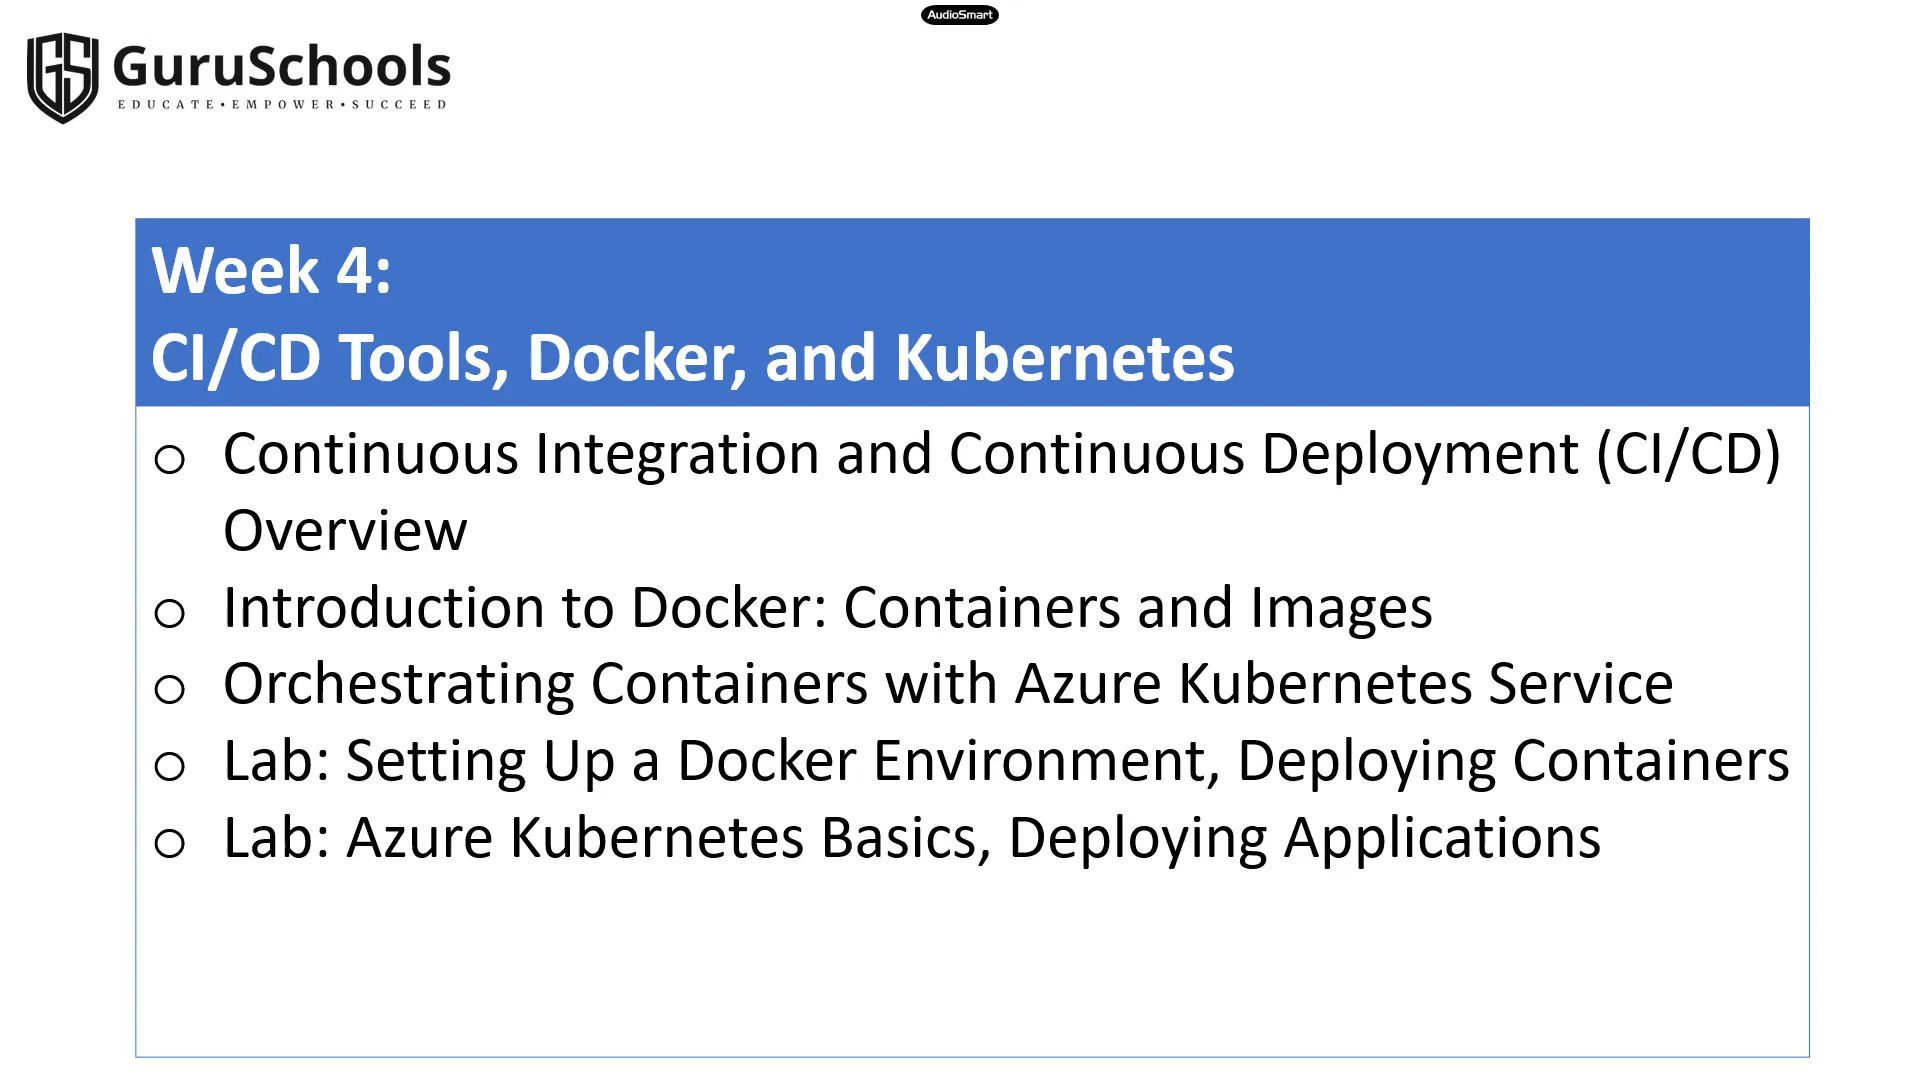 AudioSmart
GuruSchools
EDUCATE•EMPOWER•SUCCEED
Week 4:
CI/CD Tools, Docker, and Kubernetes
o Continuous Integration and Continuous Deployment (CI/CD)
Overview
o Introduction to Docker: Containers and Images
o Orchestrating Containers with Azure Kubernetes Service
o Lab: Setting Up a Docker Environment, Deploying Containers
o Lab: Azure Kubernetes Basics, Deploying Applications